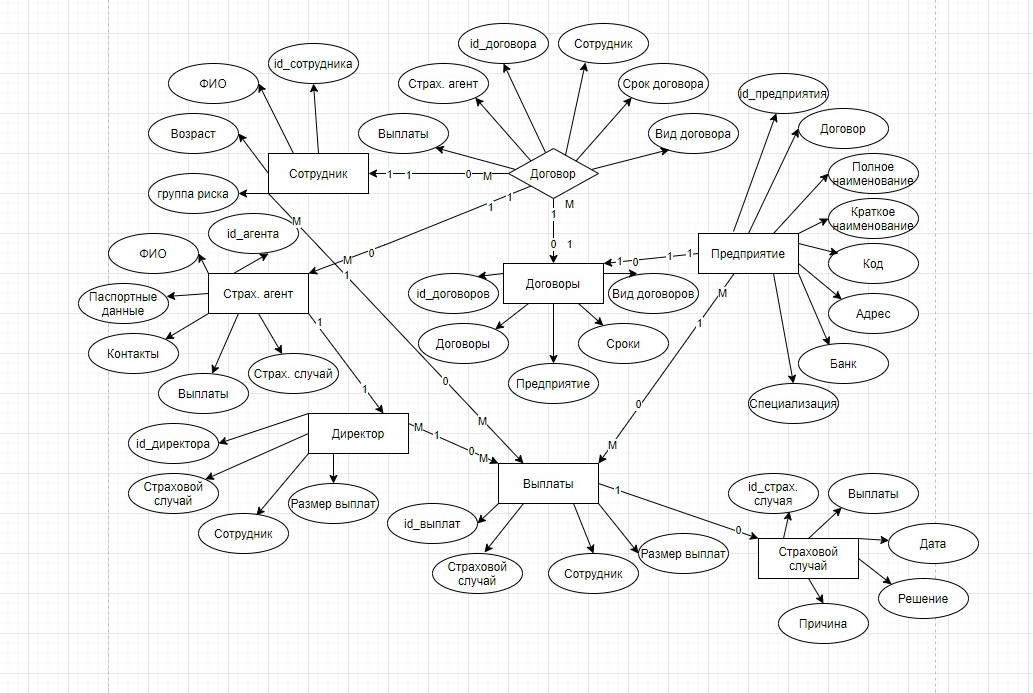 id_договора
Сотрудник
id_сотрудника
ФИО
Страх. агент
Срок договора
id_предприятия
Возраст
Выплаты
Вид договора
Договор
Сотрудник
1
1
0
М
Договор
Полное
наименование
группа риска
М
1
1
М
1
Краткое
наименование
id_агента
М
0
0
1
ФИО
1
0
1
1
Предприятие
Код
1
Страх. агент
id_договоров
Договоры
Вид договоров
М
Паспортные
данные
Адрес
1
1
Договоры
Сроки
Контакты
Страх. случай
Предприятие
Банк
Выплаты
1
0
0
Специализация
М
id_директора
Директор
М
1
0
М
М
Страховой
случай
Размер выплат
Выплаты
1
id_страх.
случая
Выплаты
Сотрудник
id_выплат
0
Дата
Страховой
случай
Сотрудник
Размер выплат
Страховой
случай
Решение
Причина